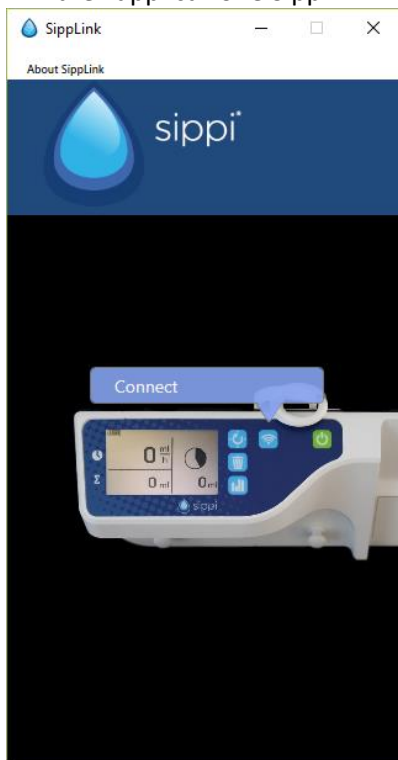 SippLink
About SippLink
sippi®
Connect
0 ml/h
Σ 0 ml 0 ml
sippi